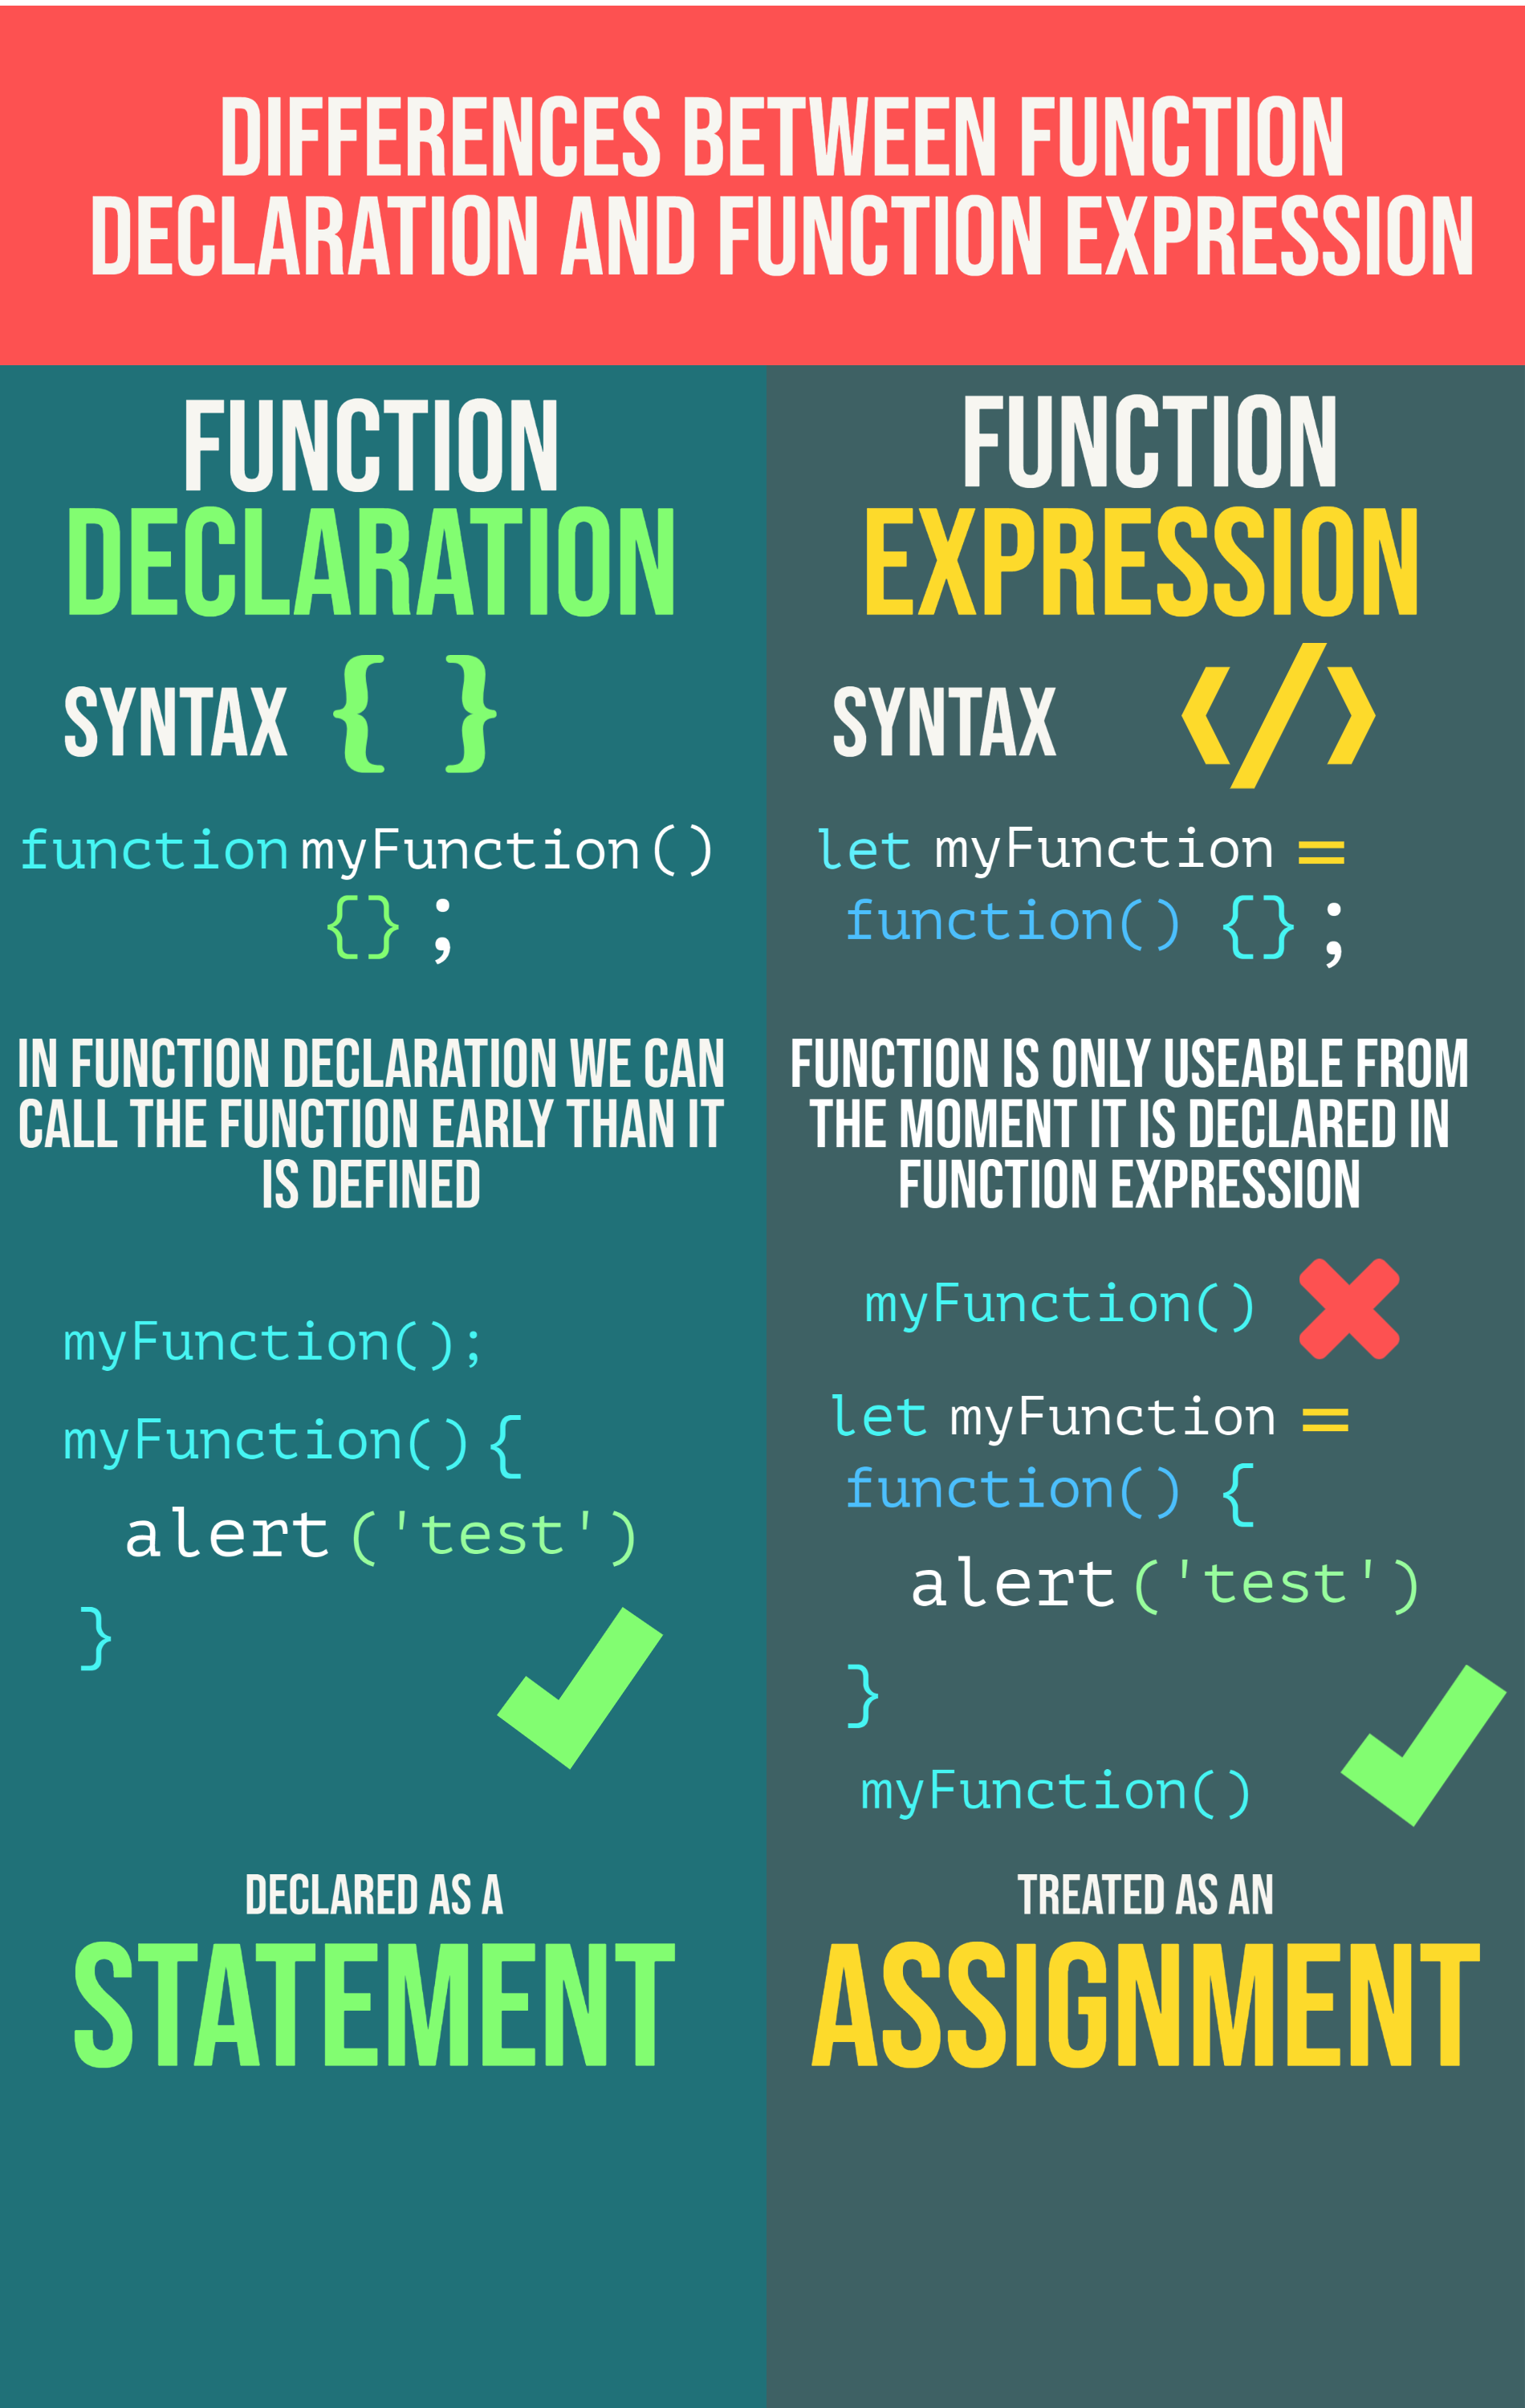 DIFFERENCES BETWEEN FUNCTION
DECLARATION AND FUNCTION EXPRESSION
FUNCTION
DECLARATION
SYNTAX { }
function myFunction()
{} ;
IN FUNCTION DECLARATION WE CAN
CALL THE FUNCTION EARLY THAN IT
IS DEFINED
myFunction();
myFunction() {
alert ('test')
}
DECLARED AS A
STATEMENT
FUNCTION
EXPRESSION
SYNTAX </>
let myFunction =
function() {} ;
FUNCTION IS ONLY USEABLE FROM
THE MOMENT IT IS DECLARED IN
FUNCTION EXPRESSION
myFunction()
let myFunction =
function() {
alert ('test')
}
myFunction()
TREATED AS AN
ASSIGNMENT